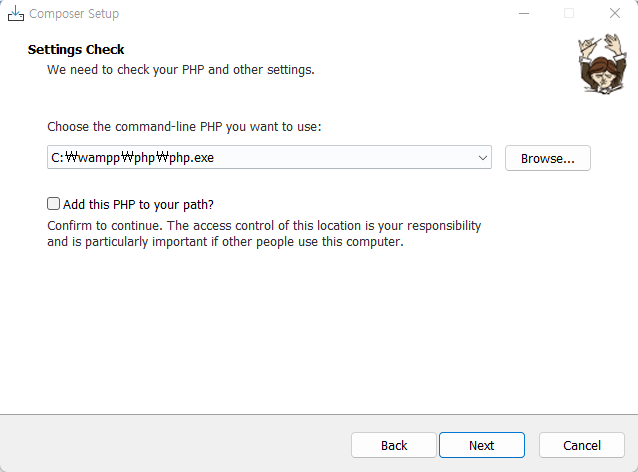 Composer Setup
Settings Check
We need to check your PHP and other settings.
Choose the command-line PHP you want to use:
C:₩wampp₩php₩php.exe
Browse...
Add this PHP to your path?
Confirm to continue. The access control of this location is your responsibility
and is particularly important if other people use this computer.
Back
Next
Cancel